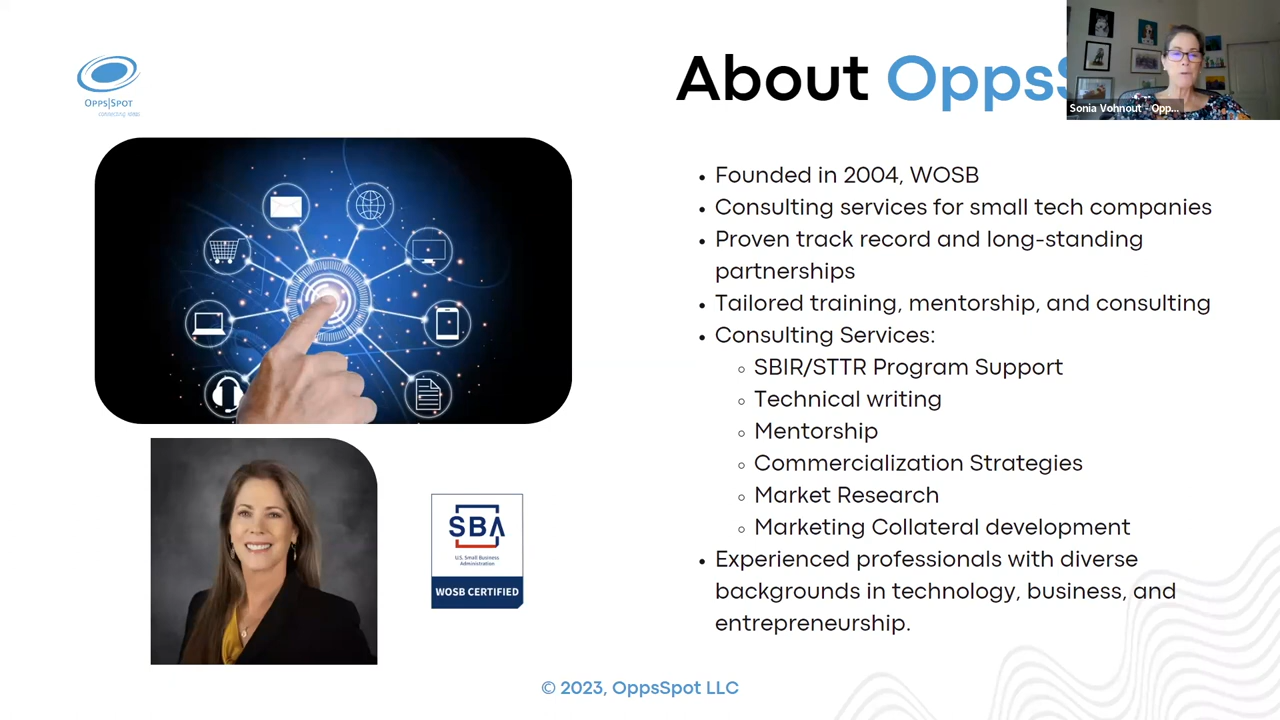 About OppsS
Sonia Vohnout - Opp...
OPPS|SPOT
• Founded in 2004, WOSB
• Consulting services for small tech companies
• Proven track record and long-standing
partnerships
• Tailored training, mentorship, and consulting
• Consulting Services:
◦ SBIR/STTR Program Support
◦ Technical writing
◦ Mentorship
◦ Commercialization Strategies
◦ Market Research
◦ Marketing Collateral development
• Experienced professionals with diverse
backgrounds in technology, business, and
entrepreneurship.
SBA
U.S. Small Business
Administration
WOSB CERTIFIED
© 2023, OppsSpot LLC